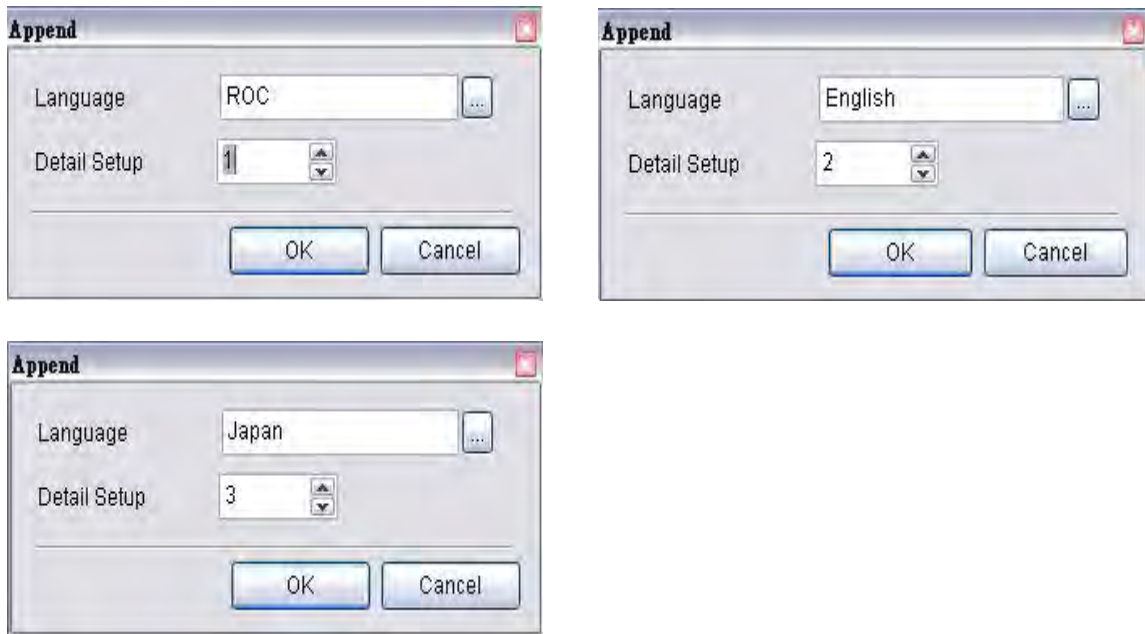 Append
Language ROC ...
Detail Setup 1
OK Cancel
Append
Language English ...
Detail Setup 2
OK Cancel
Append
Language Japan ...
Detail Setup 3
OK Cancel